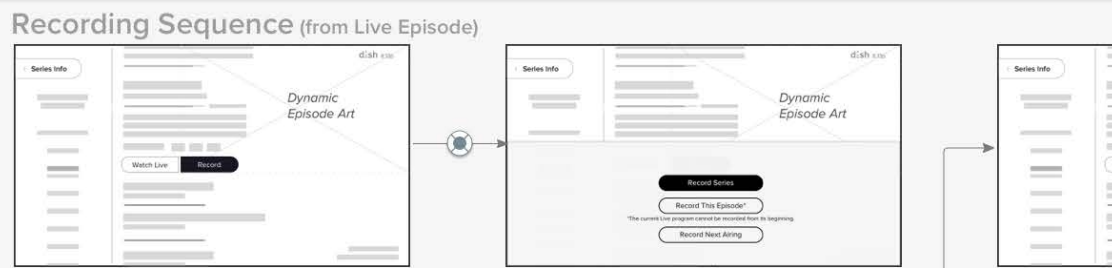 Recording Sequence (from Live Episode)
Series Info
dish
Dynamic
Episode Art
Watch Live
Record
Series Info
dish
Dynamic
Episode Art
Record Series
Record This Episode*
*The current Live program cannot be recorded from its beginning.
Record Next Airing
Series Info